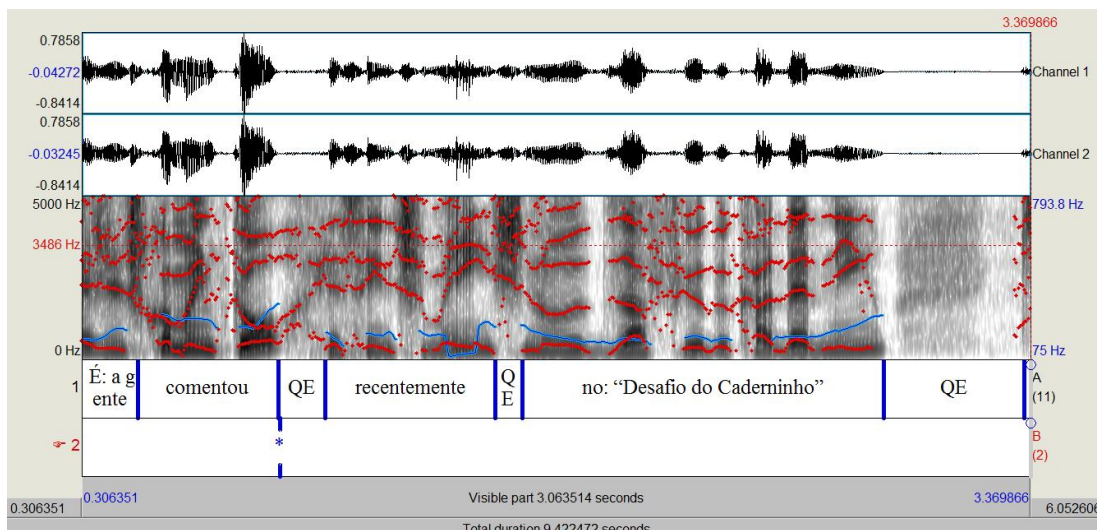 3.369866
0.7858
-0.04272
-0.8414
Channel 1
0.7858
-0.03245
-0.8414
Channel 2
5000 Hz
3486 Hz
0 Hz
793.8 Hz
75 Hz
1
É: a g
ente
comentou
QE
recentemente
Q
E
no: “Desafio do Caderninho”
QE
A
(11)
2
*
B
(2)
0.306351
0.306351
Visible part 3.063514 seconds
3.369866
6.052606
Total duration 9.422472 seconds